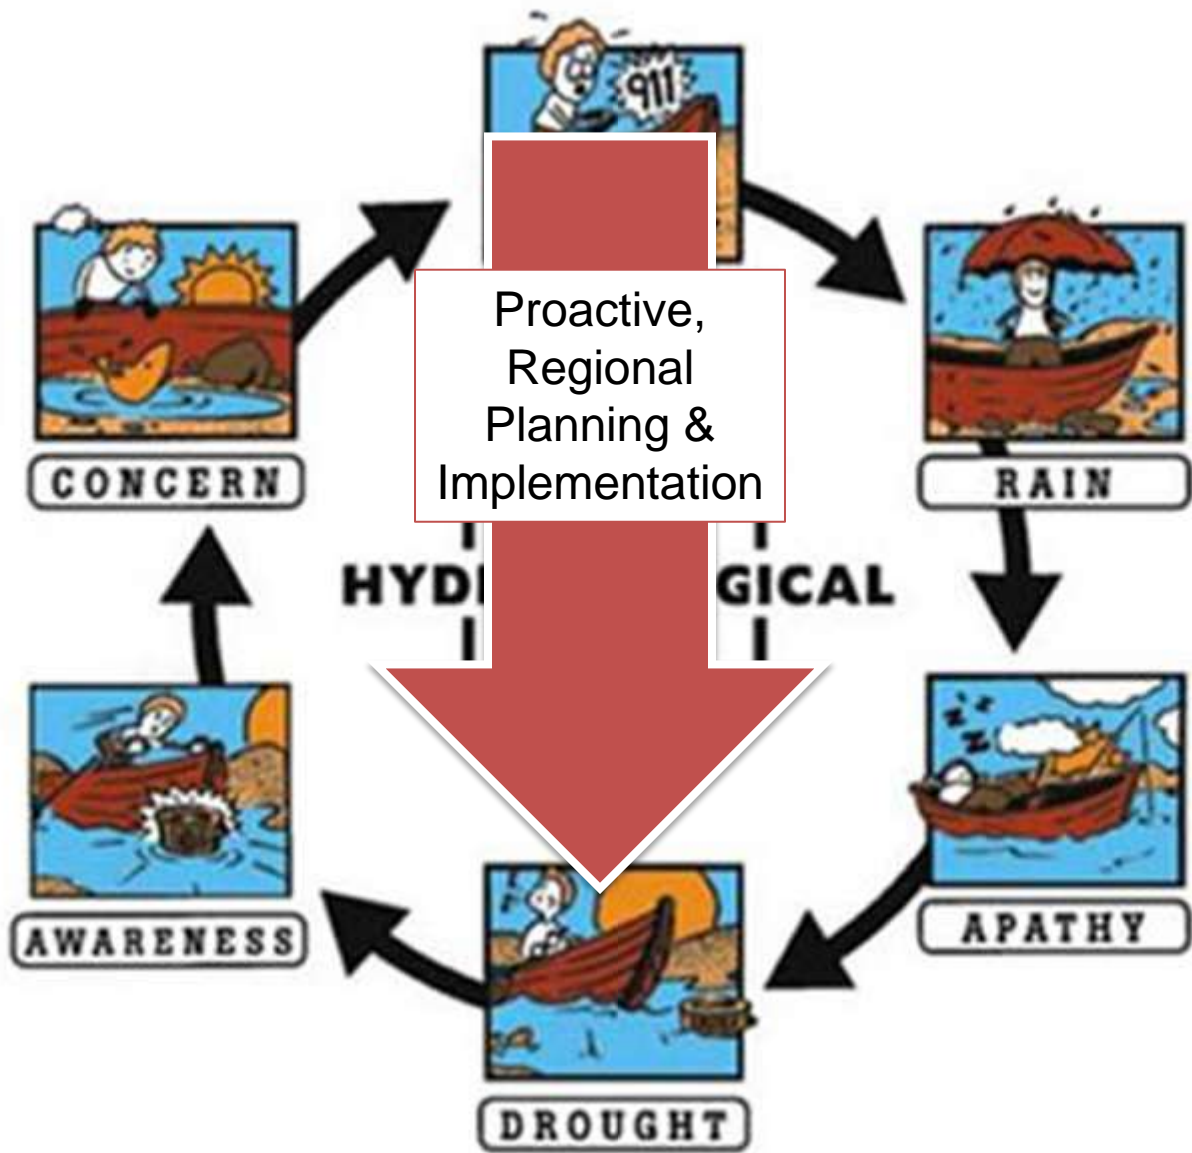 911
Proactive,
Regional
Planning &
Implementation
CONCERN
RAIN
HYD GICAL
AWARENESS
APATHY
DROUGHT